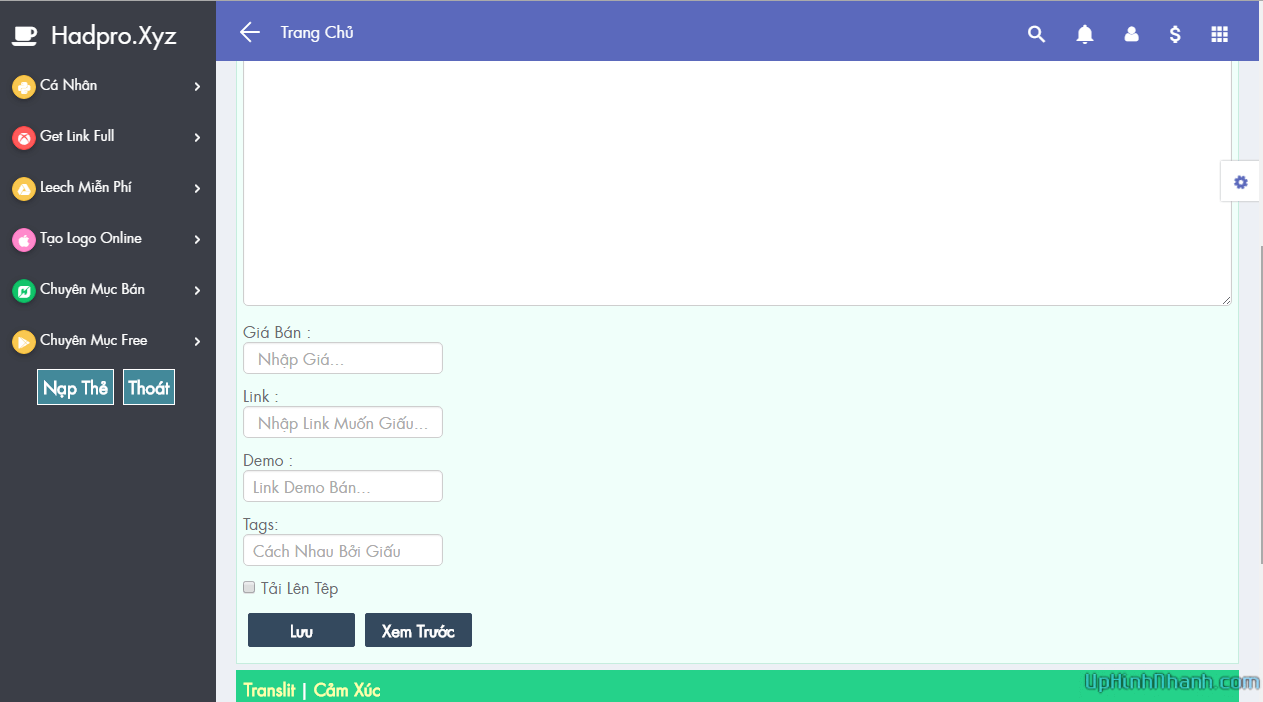 Hadpro.Xyz
Trang Chủ
Cá Nhân
Get Link Full
Leech Miễn Phí
Tạo Logo Online
Chuyên Mục Bán
Chuyên Mục Free
Nạp Thẻ
Thoát
Giá Bán :
Nhập Giá...
Link :
Nhập Link Muốn Giấu...
Demo :
Link Demo Bán...
Tags:
Cách Nhau Bởi Giấu
Tải Lên Tệp
Lưu
Xem Trước
Translit | Cảm Xúc
UpHinhNhanh.com